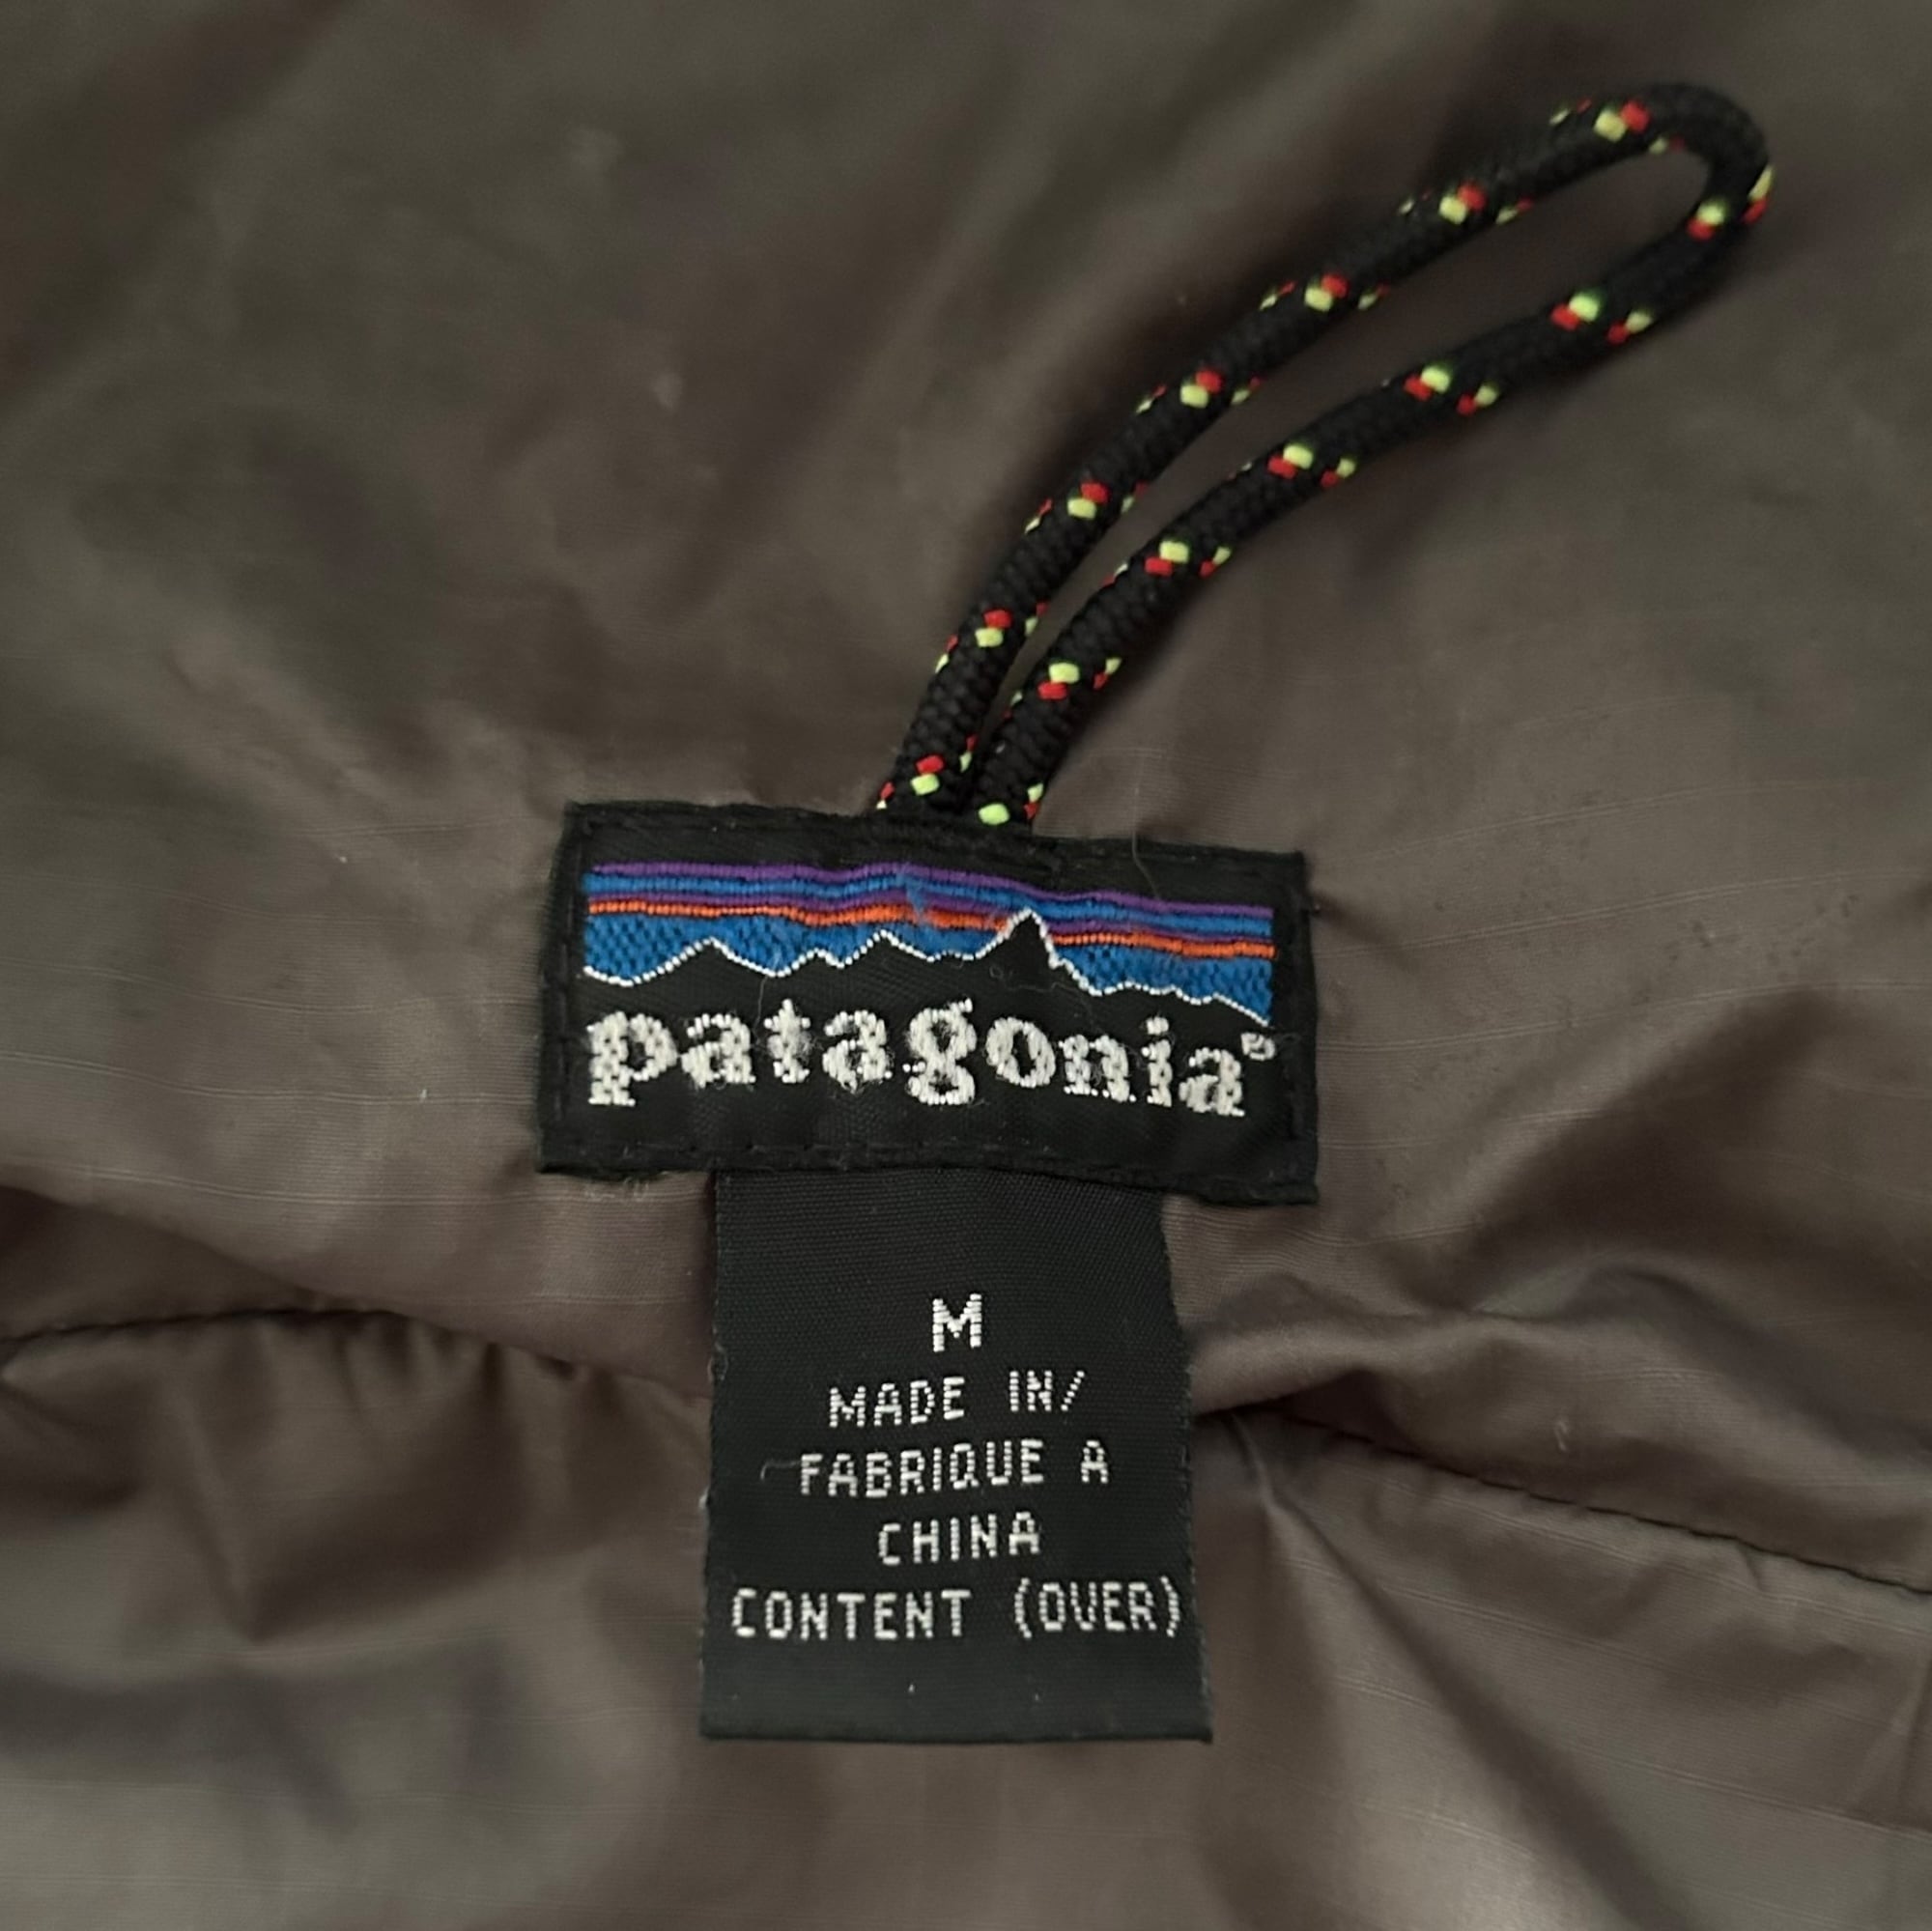 patagonia®
M
MADE IN/
FABRIQUE A
CHINA
CONTENT (OVER)